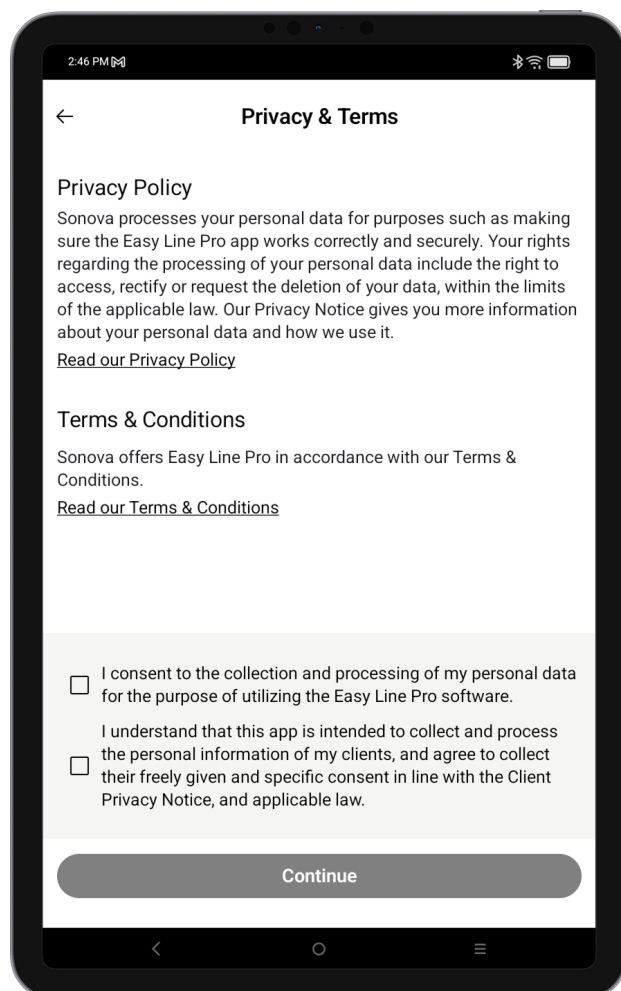 2:46 PM
Privacy & Terms
Privacy Policy
Sonova processes your personal data for purposes such as making
sure the Easy Line Pro app works correctly and securely. Your rights
regarding the processing of your personal data include the right to
access, rectify or request the deletion of your data, within the limits
of the applicable law. Our Privacy Notice gives you more information
about your personal data and how we use it.
Read our Privacy Policy
Terms & Conditions
Sonova offers Easy Line Pro in accordance with our Terms &
Conditions.
Read our Terms & Conditions
I consent to the collection and processing of my personal data
for the purpose of utilizing the Easy Line Pro software.
I understand that this app is intended to collect and process
the personal information of my clients, and agree to collect
their freely given and specific consent in line with the Client
Privacy Notice, and applicable law.
Continue